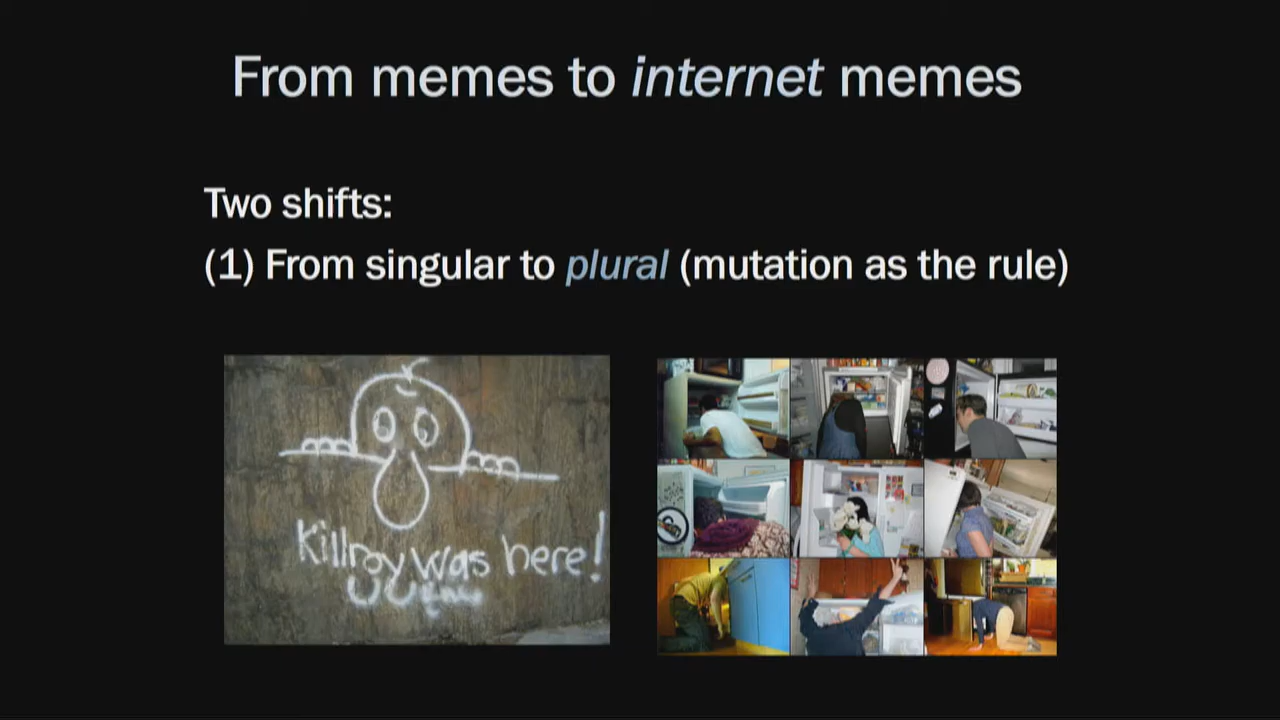 From memes to internet memes
Two shifts:
(1) From singular to plural (mutation as the rule)
Killroy was here!